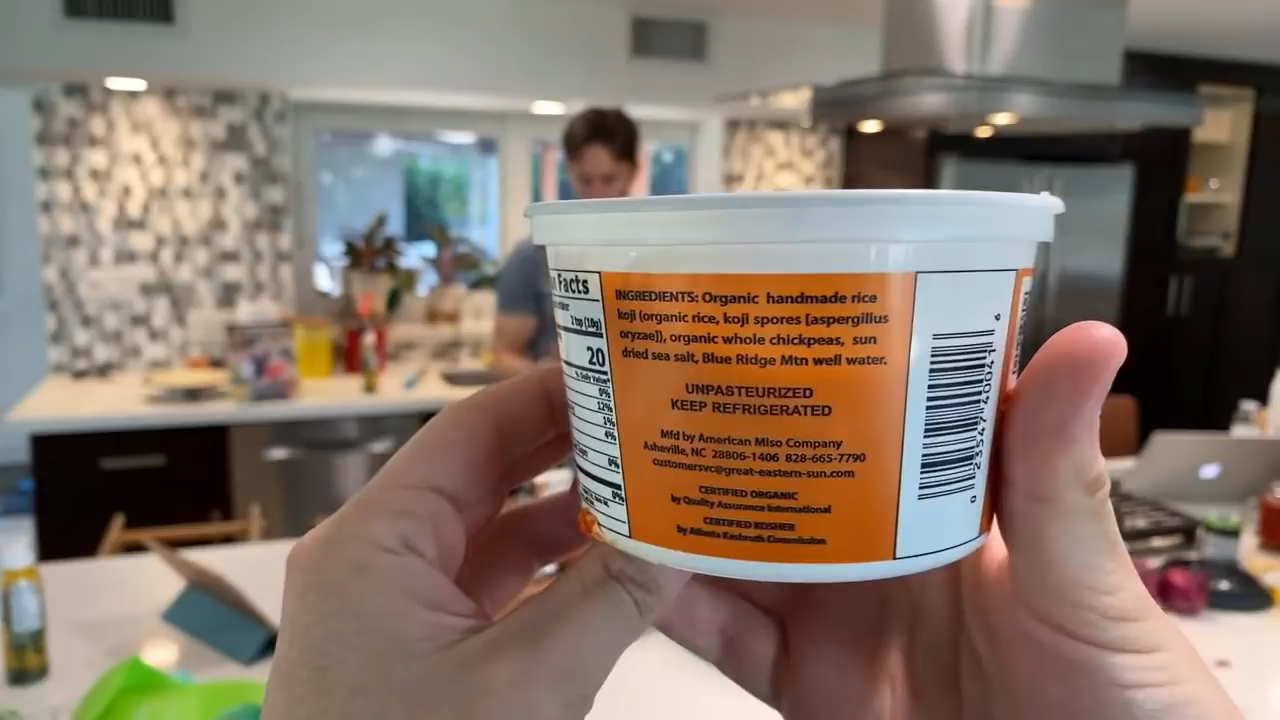 Facts
1 tsp (10g)
20
% Daily Value*
0%
12%
1%
4%
0%
0%
INGREDIENTS: Organic handmade rice
koji (organic rice, koji spores [aspergillus
oryzae]), organic whole chickpeas, sun
dried sea salt, Blue Ridge Mtn well water.
UNPASTEURIZED
KEEP REFRIGERATED
Mfd by American Miso Company
Asheville, NC 28806-1406 828-665-7790
customersvc@great-eastern-sun.com
CERTIFIED ORGANIC
by Quality Assurance International
CERTIFIED KOSHER
by Atlanta Kashruth Commission
0 23547 40041 6